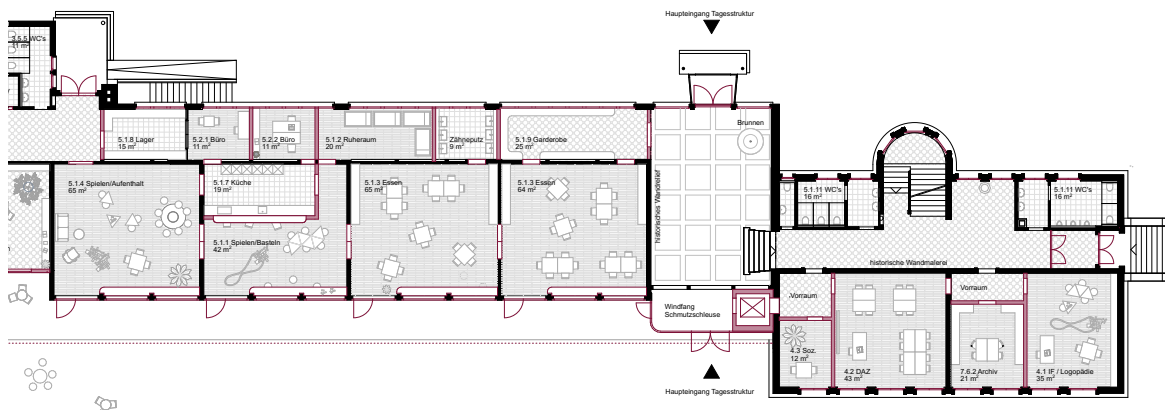 Haupteingang Tagesstruktur
3.5.5 WC's
11 m²
Brunnen
5.1.8 Lager
15 m²
5.2.1 Büro
11 m²
5.2.2 Büro
11 m²
5.1.2 Ruheraum
20 m²
Zähneputz
9 m²
5.1.9 Garderobe
25 m²
historisches Wandrelief
5.1.4 Spielen/Aufenthalt
65 m²
5.1.7 Küche
19 m²
5.1.3 Essen
65 m²
5.1.3 Essen
64 m²
5.1.11 WC's
16 m²
5.1.11 WC's
16 m²
5.1.1 Spielen/Basteln
42 m²
historische Wandmalerei
Windfang
Schmutzschleuse
Vorraum
Vorraum
4.3 Soz.
12 m²
4.2 DAZ
43 m²
7.6.2 Archiv
21 m²
4.1 IF / Logopädie
35 m²
Haupteingang Tagesstruktur